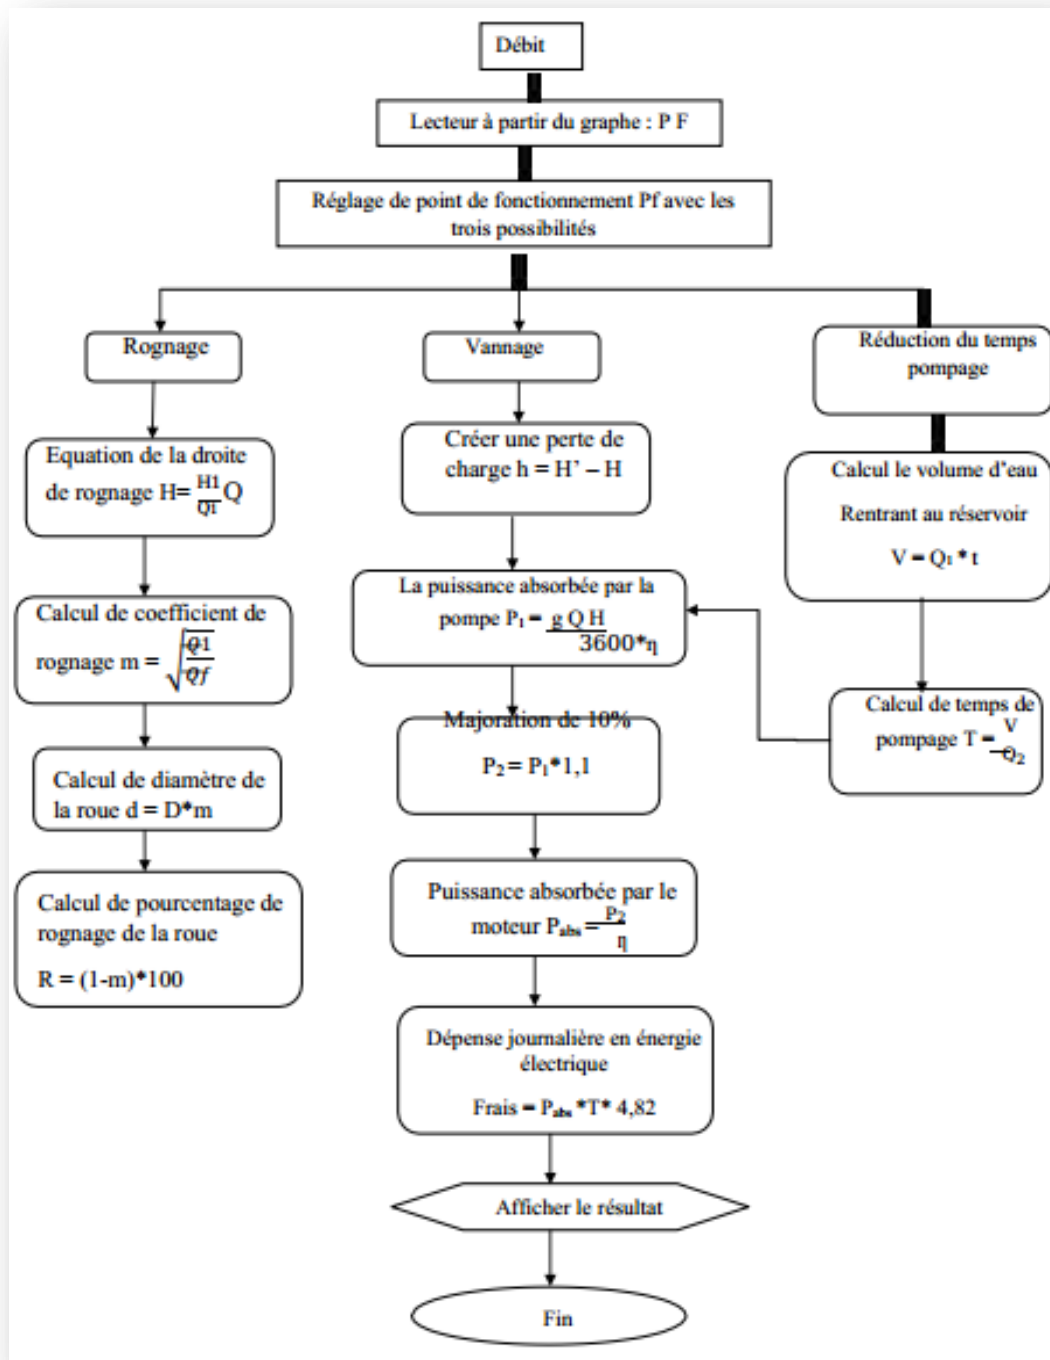 Débit
Lecteur à partir du graphe : P F
Réglage de point de fonctionnement Pf avec les
trois possibilités
Rognage
Equation de la droite
de rognage H= H1/Q1 Q
Calcul de coefficient de
rognage m = √Q1/Qf
Calcul de diamètre de
la roue d = D*m
Calcul de pourcentage de
rognage de la roue
R = (1-m)*100
Vannage
Créer une perte de
charge h = H’ – H
La puissance absorbée par la
pompe P₁ = g Q H
3600*η
Majoration de 10%
P₂ = P₁*1,1
Puissance absorbée par le
moteur Pabs = P₂
η
Dépense journalière en énergie
électrique
Frais = Pabs *T* 4,82
Afficher le résultat
Fin
Réduction du temps
pompage
Calcul le volume d’eau
Rentrant au réservoir
V = Q₁ * t
Calcul de temps de
pompage T = V
Q₂